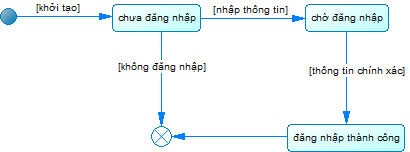 [khởi tạo]
chưa đăng nhập
[nhập thông tin]
chờ đăng nhập
[không đăng nhập]
[thông tin chính xác]
đăng nhập thành công